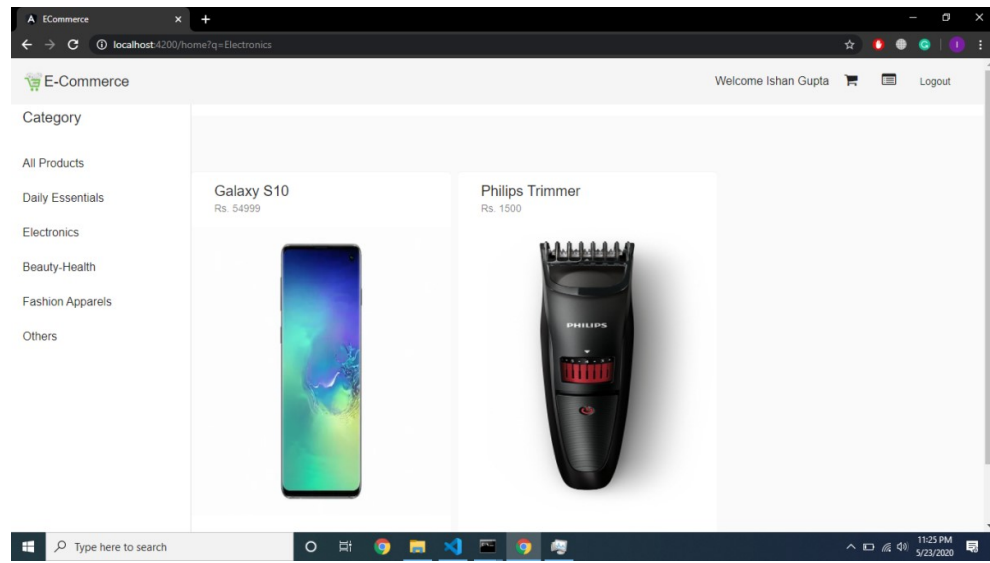 ECommerce
localhost:4200/home?q=Electronics
E-Commerce
Welcome Ishan Gupta
Logout
Category
All Products
Daily Essentials
Electronics
Beauty-Health
Fashion Apparels
Others
Galaxy S10
Rs. 54999
Philips Trimmer
Rs. 1500
PHILIPS
Type here to search
11:25 PM
5/23/2020